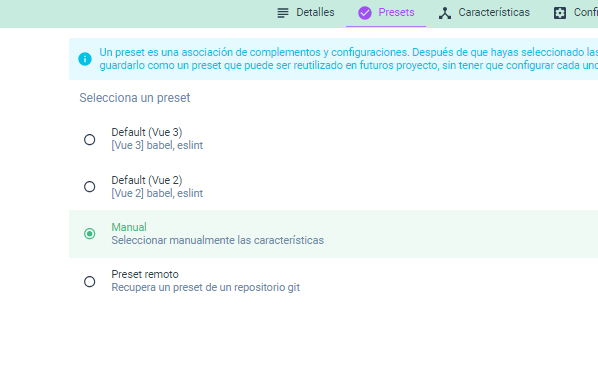 Detalles Presets Características
Un preset es una asociación de complementos y configuraciones. Después de que hayas seleccionado las
guardarlo como un preset que puede ser reutilizado en futuros proyecto, sin tener que configurar cada
Selecciona un preset
Default (Vue 3)
[Vue 3] babel, eslint
Default (Vue 2)
[Vue 2] babel, eslint
Manual
Seleccionar manualmente las características
Preset remoto
Recupera un preset de un repositorio git